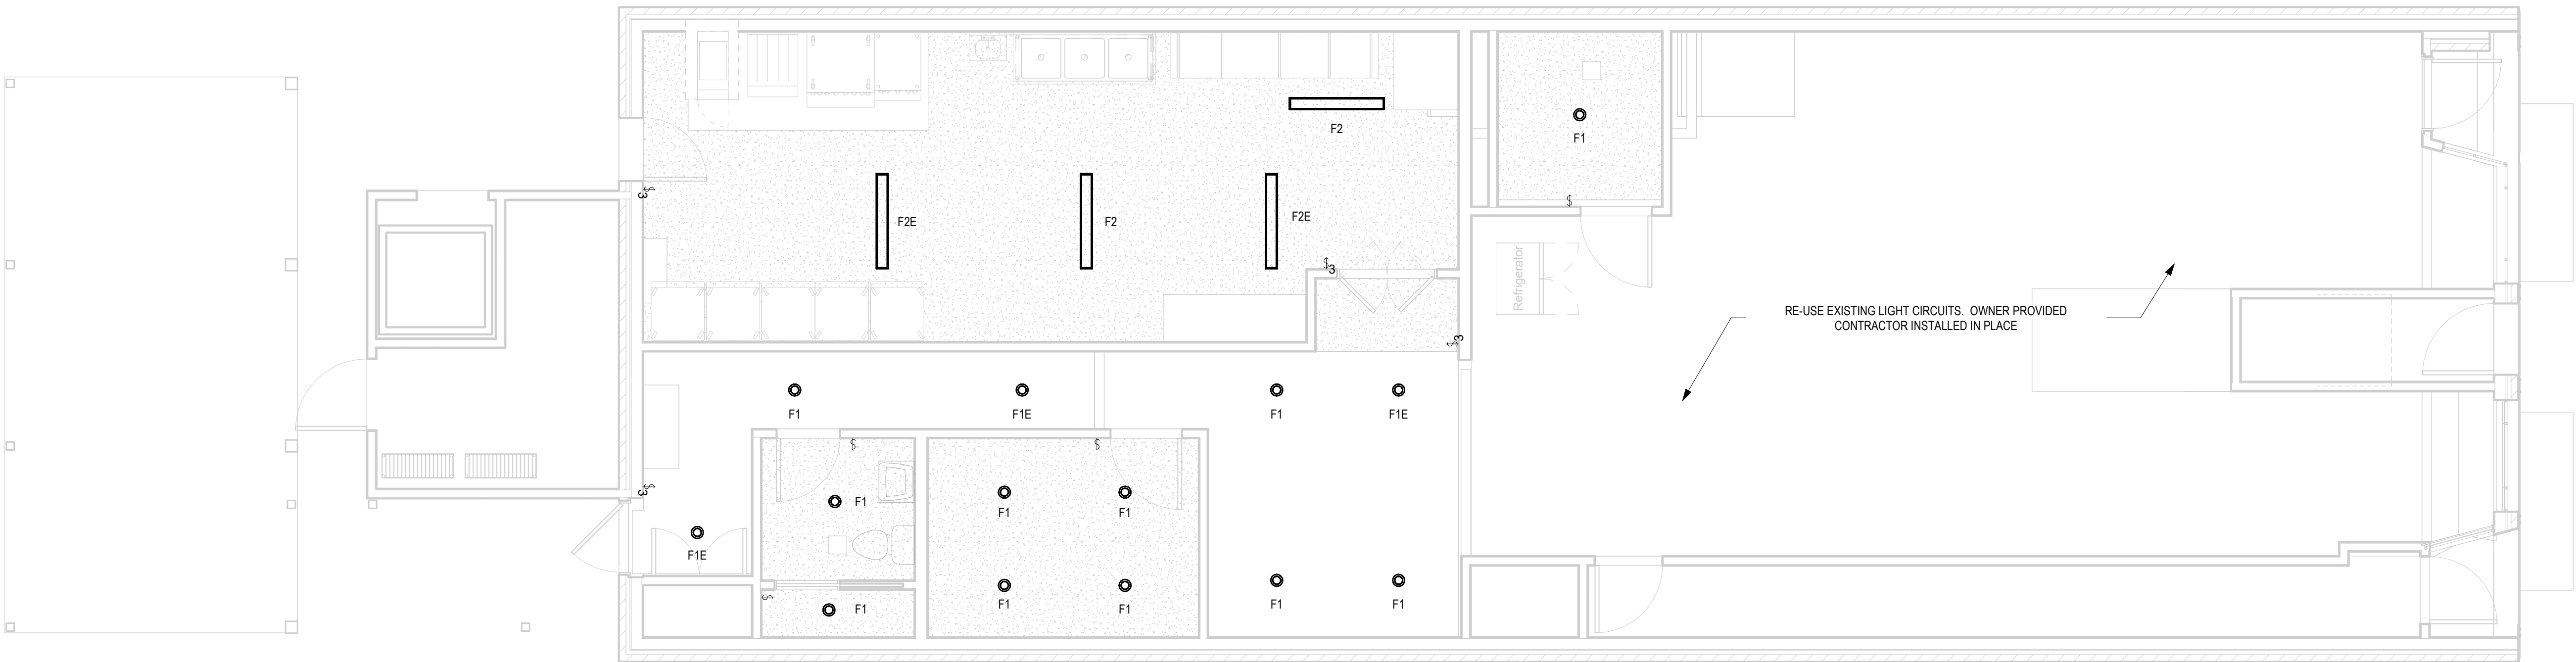 F2
F1
$
$3
F2E
F2
F2E
$3
Refrigerator
RE-USE EXISTING LIGHT CIRCUITS. OWNER PROVIDED
CONTRACTOR INSTALLED IN PLACE
$3
F1
F1E
F1
F1E
$
$
$3
F1
F1
F1
F1E
F1
F1
F1
F1
$
F1